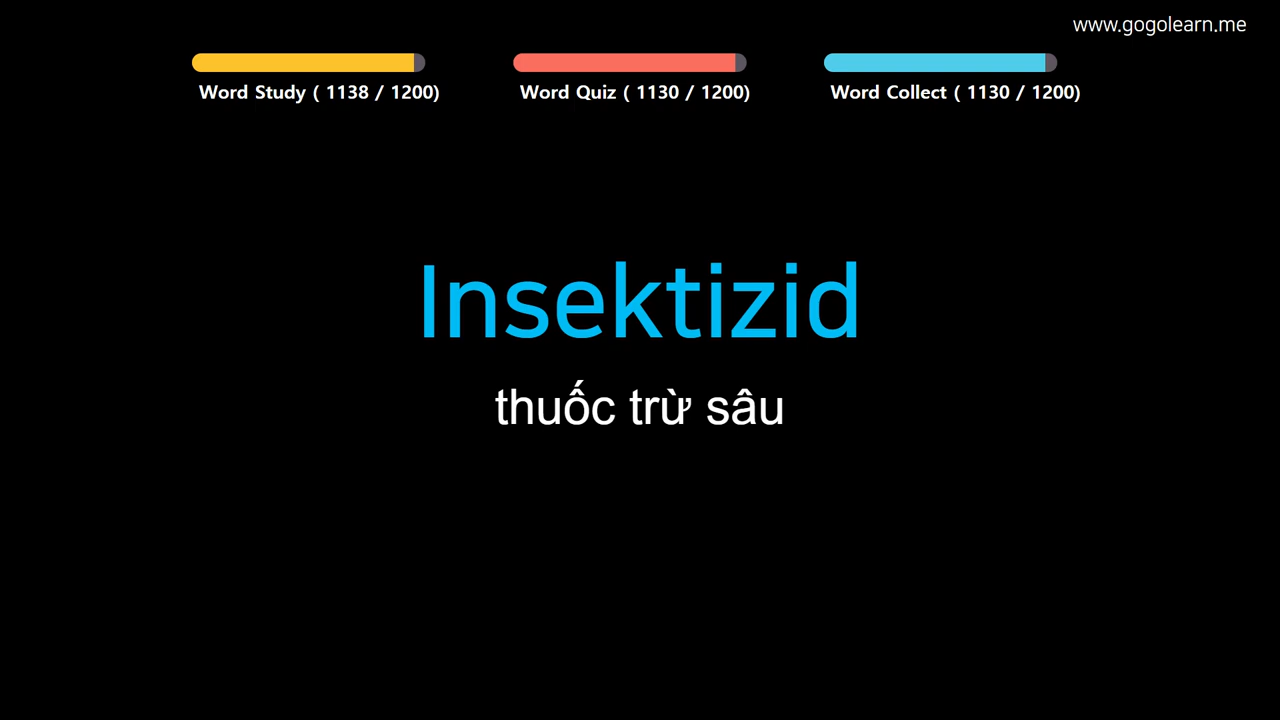 www.gogolearn.me
Word Study ( 1138 / 1200)
Word Quiz ( 1130 / 1200)
Word Collect ( 1130 / 1200)
Insektizid
thuốc trừ sâu